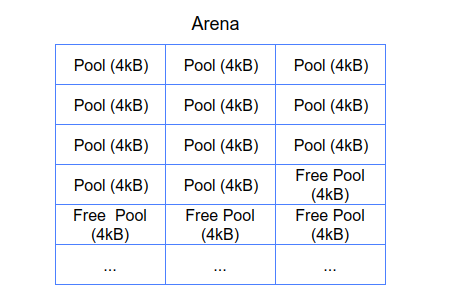 Arena
Pool (4kB) Pool (4kB) Pool (4kB)
Pool (4kB) Pool (4kB) Pool (4kB)
Pool (4kB) Pool (4kB) Pool (4kB)
Pool (4kB) Pool (4kB) Free Pool (4kB)
Free Pool (4kB) Free Pool (4kB) Free Pool (4kB)
... ... ...